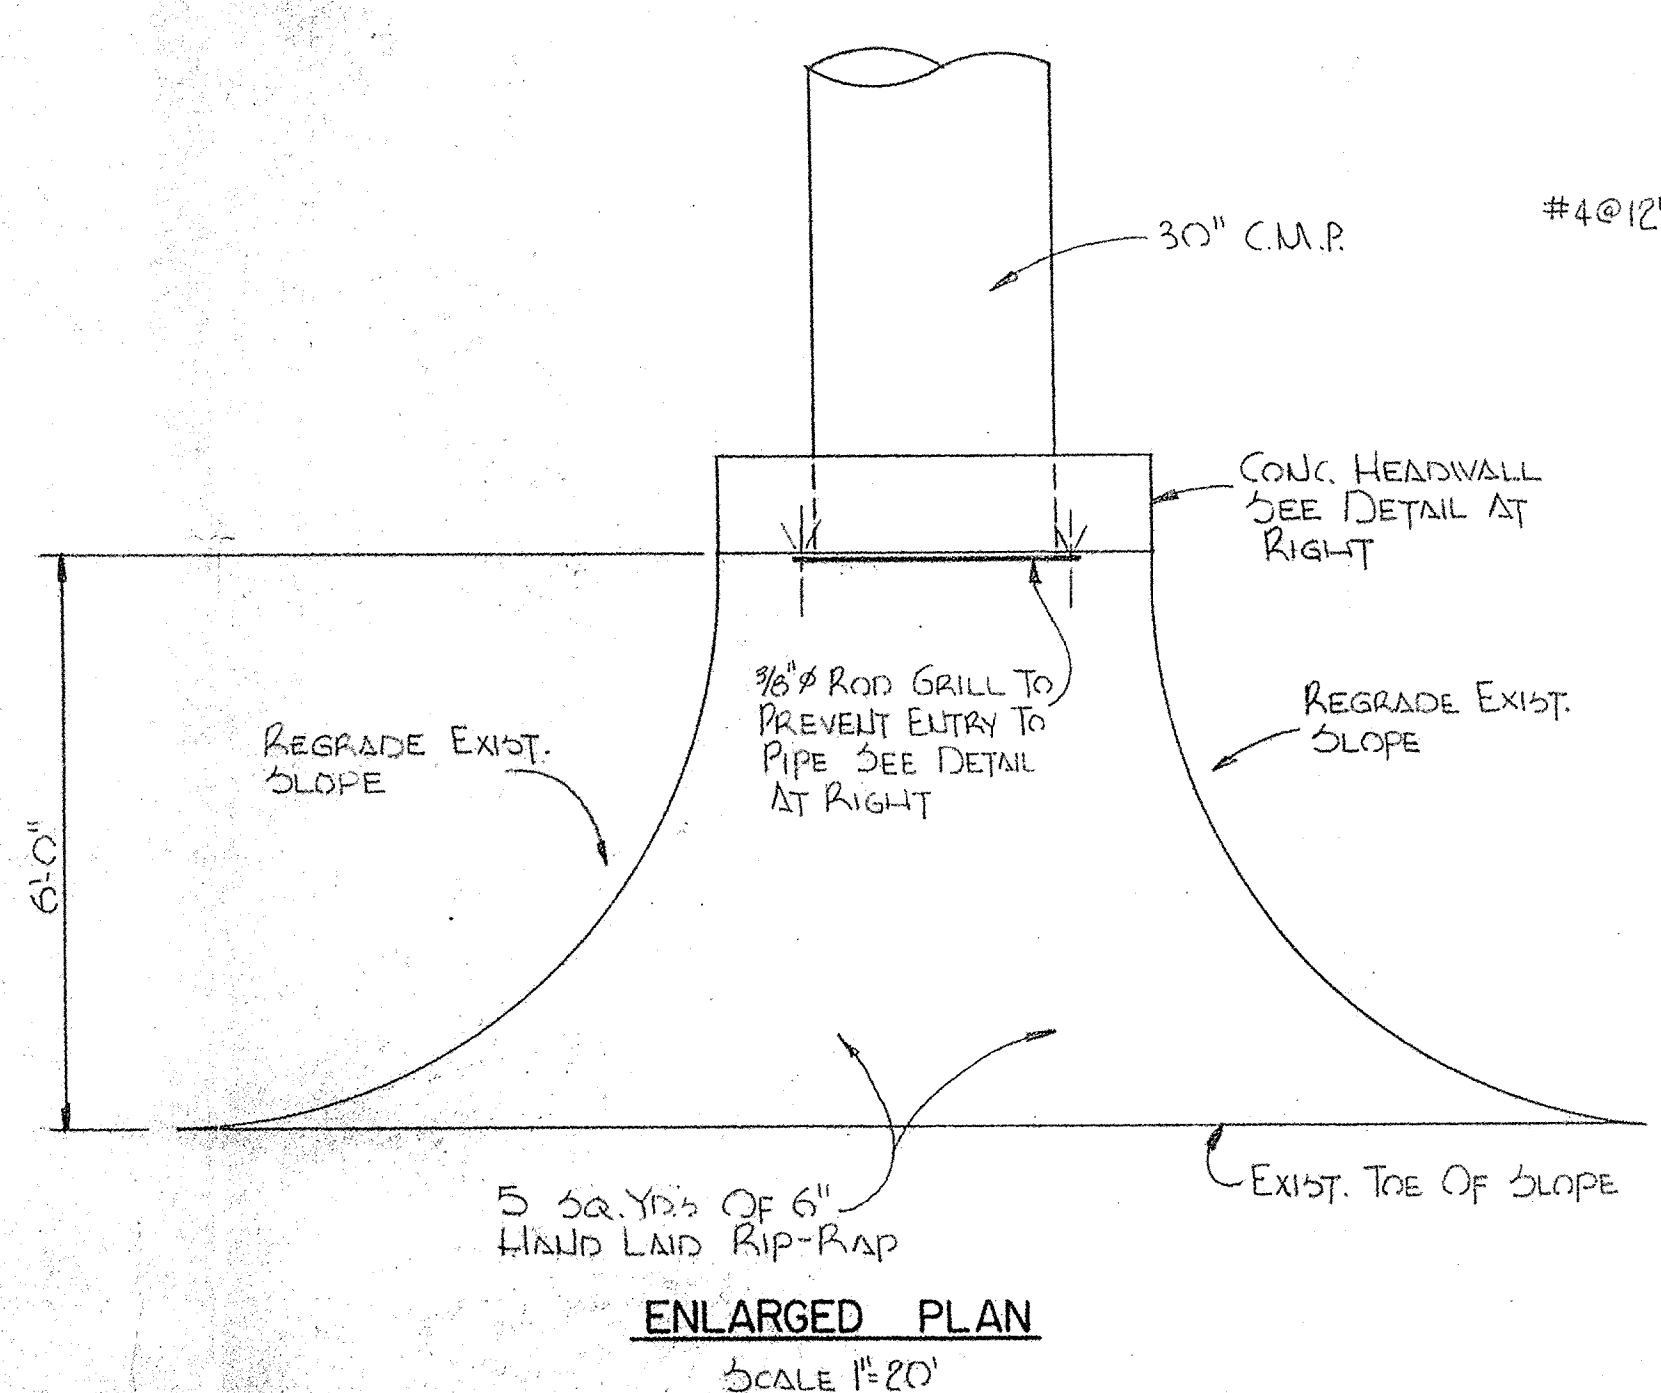 #4@12"
30" C.M.P.
CONC. HEADWALL
SEE DETAIL AT
RIGHT
3/8"Ø ROD GRILL TO
PREVENT ENTRY TO
PIPE SEE DETAIL
AT RIGHT
REGRADE EXIST.
SLOPE
REGRADE EXIST.
SLOPE
6'-0"
5 SQ.YDS OF 6"
HAND LAID RIP-RAP
EXIST. TOE OF SLOPE
ENLARGED PLAN
SCALE 1"=20'